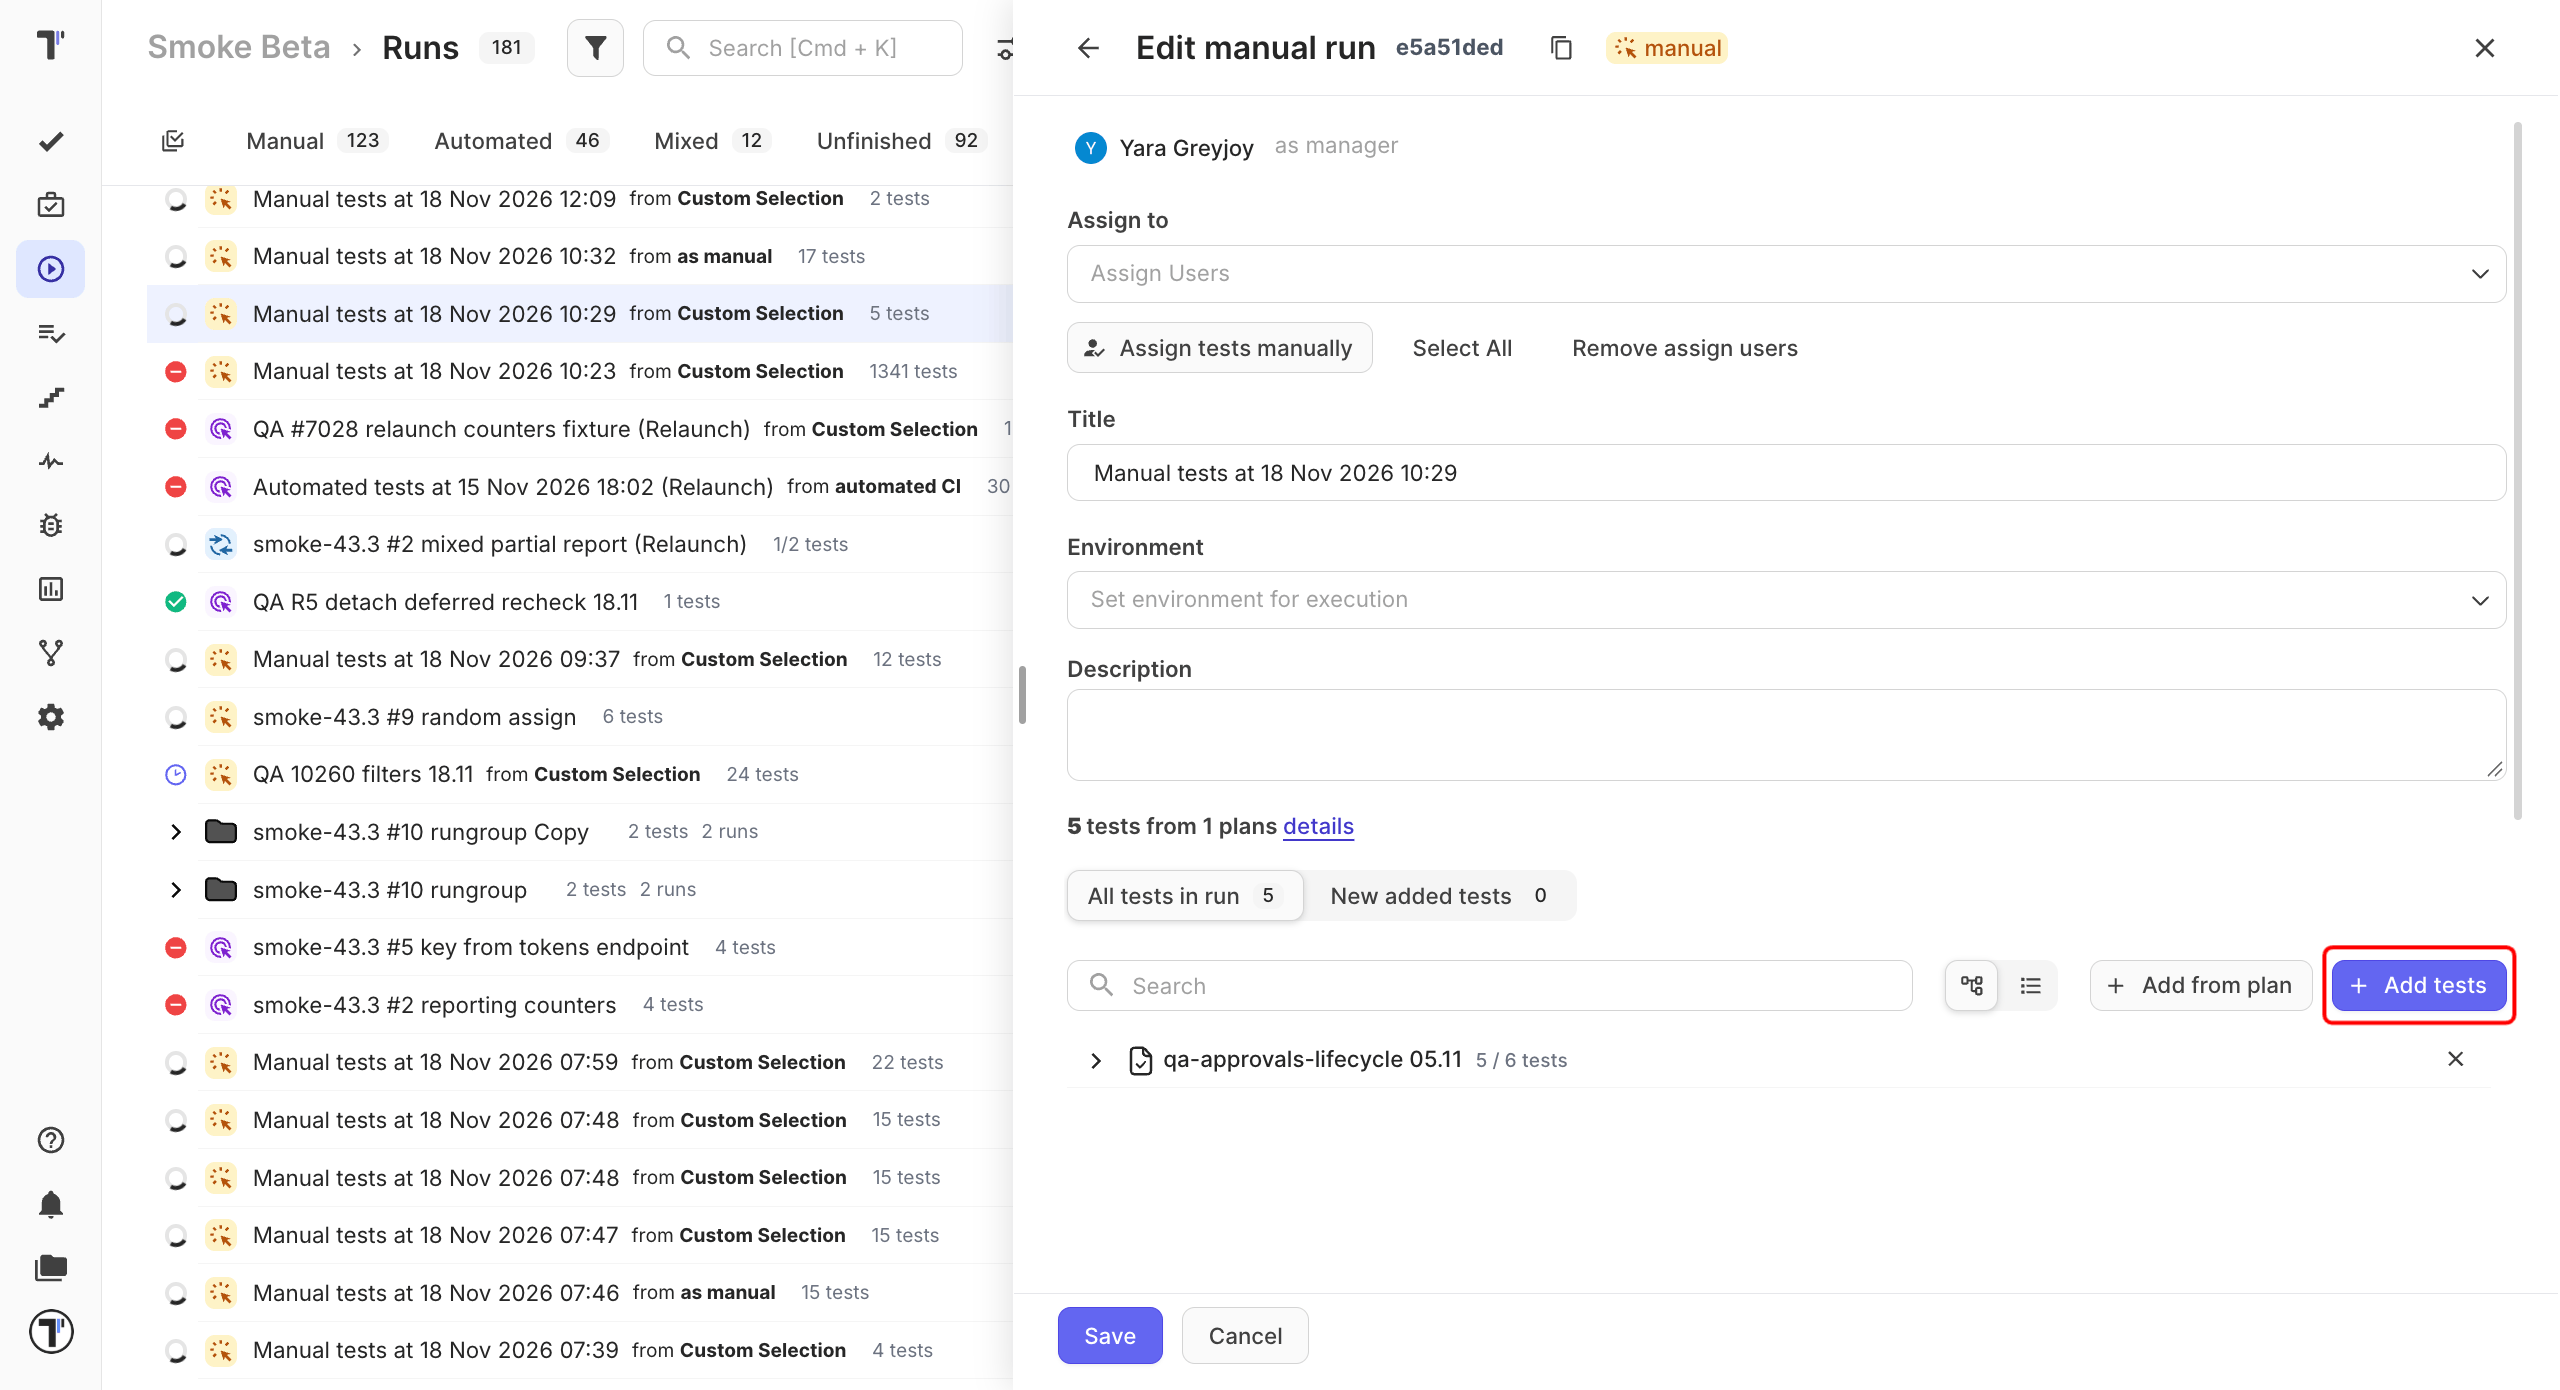 Smoke Beta › Runs 181
Search [Cmd + K]
Manual 123 Automated 46 Mixed 12 Unfinished 92
Manual tests at 18 Nov 2026 12:09 from Custom Selection 2 tests
Manual tests at 18 Nov 2026 10:32 from as manual 17 tests
Manual tests at 18 Nov 2026 10:29 from Custom Selection 5 tests
Manual tests at 18 Nov 2026 10:23 from Custom Selection 1341 tests
QA #7028 relaunch counters fixture (Relaunch) from Custom Selection 1
Automated tests at 15 Nov 2026 18:02 (Relaunch) from automated CI 30
smoke-43.3 #2 mixed partial report (Relaunch) 1/2 tests
QA R5 detach deferred recheck 18.11 1 tests
Manual tests at 18 Nov 2026 09:37 from Custom Selection 12 tests
smoke-43.3 #9 random assign 6 tests
QA 10260 filters 18.11 from Custom Selection 24 tests
smoke-43.3 #10 rungroup Copy 2 tests 2 runs
smoke-43.3 #10 rungroup 2 tests 2 runs
smoke-43.3 #5 key from tokens endpoint 4 tests
smoke-43.3 #2 reporting counters 4 tests
Manual tests at 18 Nov 2026 07:59 from Custom Selection 22 tests
Manual tests at 18 Nov 2026 07:48 from Custom Selection 15 tests
Manual tests at 18 Nov 2026 07:48 from Custom Selection 15 tests
Manual tests at 18 Nov 2026 07:47 from Custom Selection 15 tests
Manual tests at 18 Nov 2026 07:46 from as manual 15 tests
Manual tests at 18 Nov 2026 07:39 from Custom Selection 4 tests
Edit manual run e5a51ded manual
Y Yara Greyjoy as manager
Assign to
Assign Users
Assign tests manually Select All Remove assign users
Title
Manual tests at 18 Nov 2026 10:29
Environment
Set environment for execution
Description
5 tests from 1 plans details
All tests in run 5 New added tests 0
Search + Add from plan + Add tests
qa-approvals-lifecycle 05.11 5 / 6 tests
Save Cancel